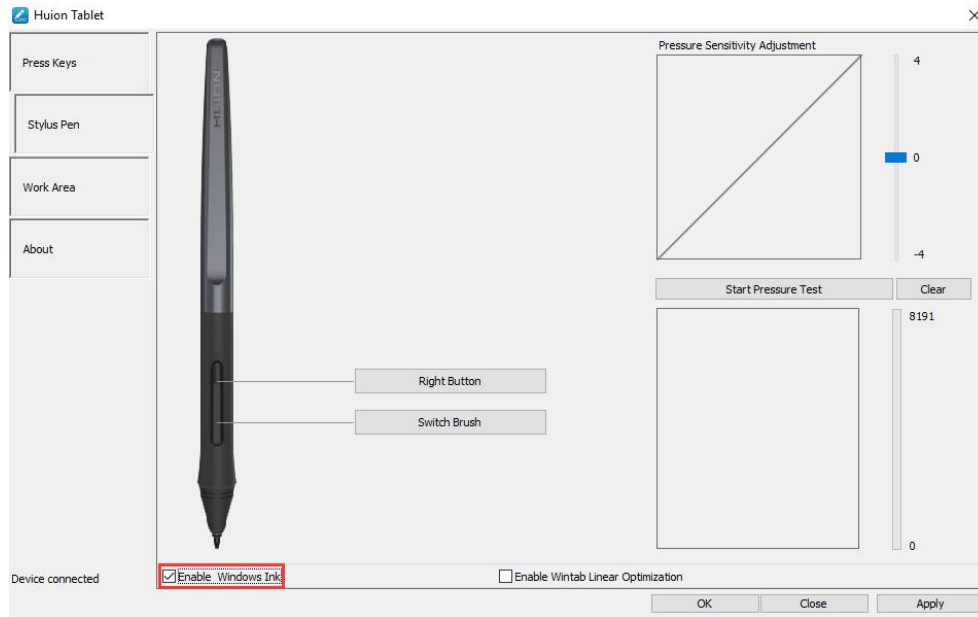 Huion Tablet
Press Keys
Stylus Pen
Work Area
About
Device connected
HUION
Right Button
Switch Brush
Enable Windows Ink
Enable Wintab Linear Optimization
Pressure Sensitivity Adjustment
4
0
-4
Start Pressure Test
Clear
8191
0
OK
Close
Apply